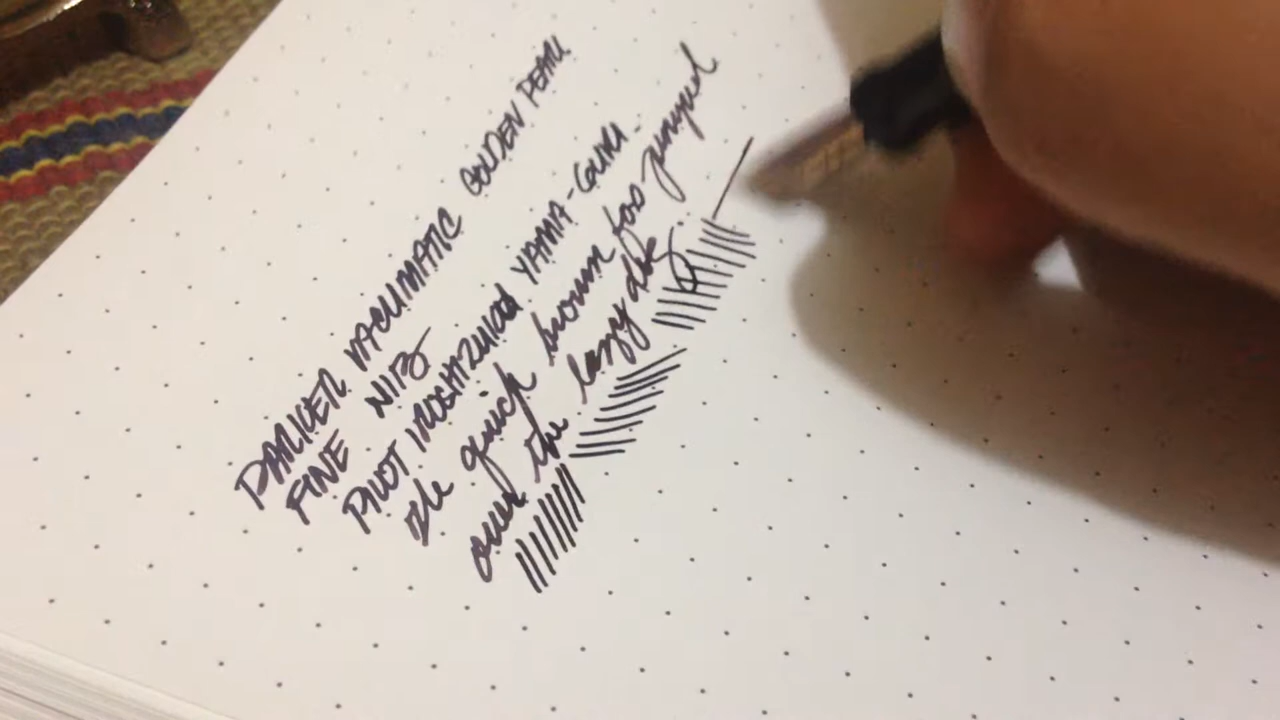 PARKER VACUMATIC GOLDEN PEARL
FINE NIB
PILOT IROSHIZUKU YAMA-GURI
The quick brown fox jumped
over the lazy dog.